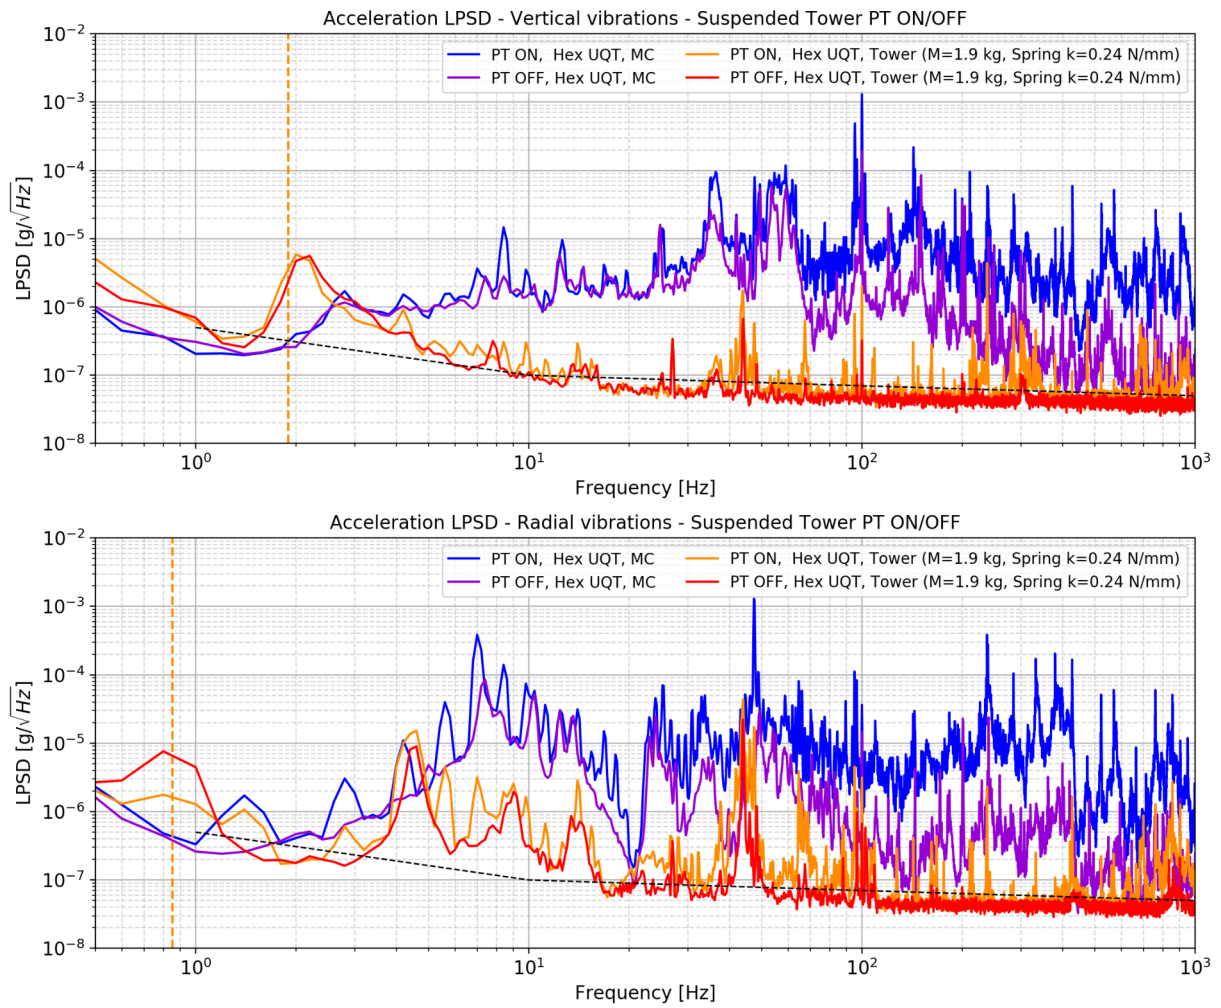 Acceleration LPSD - Vertical vibrations - Suspended Tower PT ON/OFF
PT ON,  Hex UQT, MC
PT OFF, Hex UQT, MC
PT ON,  Hex UQT, Tower (M=1.9 kg, Spring k=0.24 N/mm)
PT OFF, Hex UQT, Tower (M=1.9 kg, Spring k=0.24 N/mm)
LPSD [g/√Hz]
10⁻²
10⁻³
10⁻⁴
10⁻⁵
10⁻⁶
10⁻⁷
10⁻⁸
10⁰ 10¹ 10² 10³
Frequency [Hz]
Acceleration LPSD - Radial vibrations - Suspended Tower PT ON/OFF
PT ON,  Hex UQT, MC
PT OFF, Hex UQT, MC
PT ON,  Hex UQT, Tower (M=1.9 kg, Spring k=0.24 N/mm)
PT OFF, Hex UQT, Tower (M=1.9 kg, Spring k=0.24 N/mm)
LPSD [g/√Hz]
10⁻²
10⁻³
10⁻⁴
10⁻⁵
10⁻⁶
10⁻⁷
10⁻⁸
10⁰ 10¹ 10² 10³
Frequency [Hz]